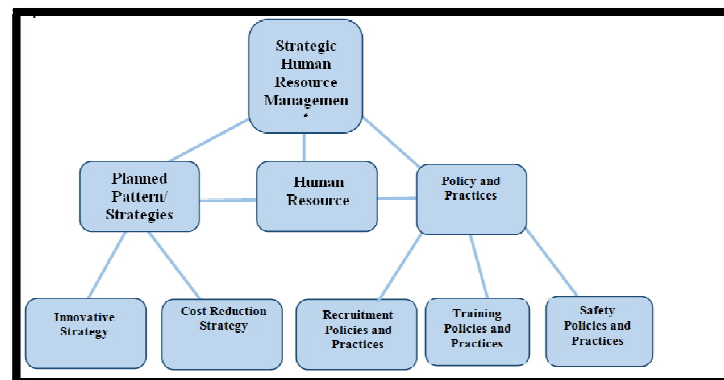 Strategic
Human
Resource
Managemen
Planned
Pattern/
Strategies
Human
Resource
Policy and
Practices
Innovative
Strategy
Cost Reduction
Strategy
Recruitment
Policies and
Practices
Training
Policies and
Practices
Safety
Policies and
Practices